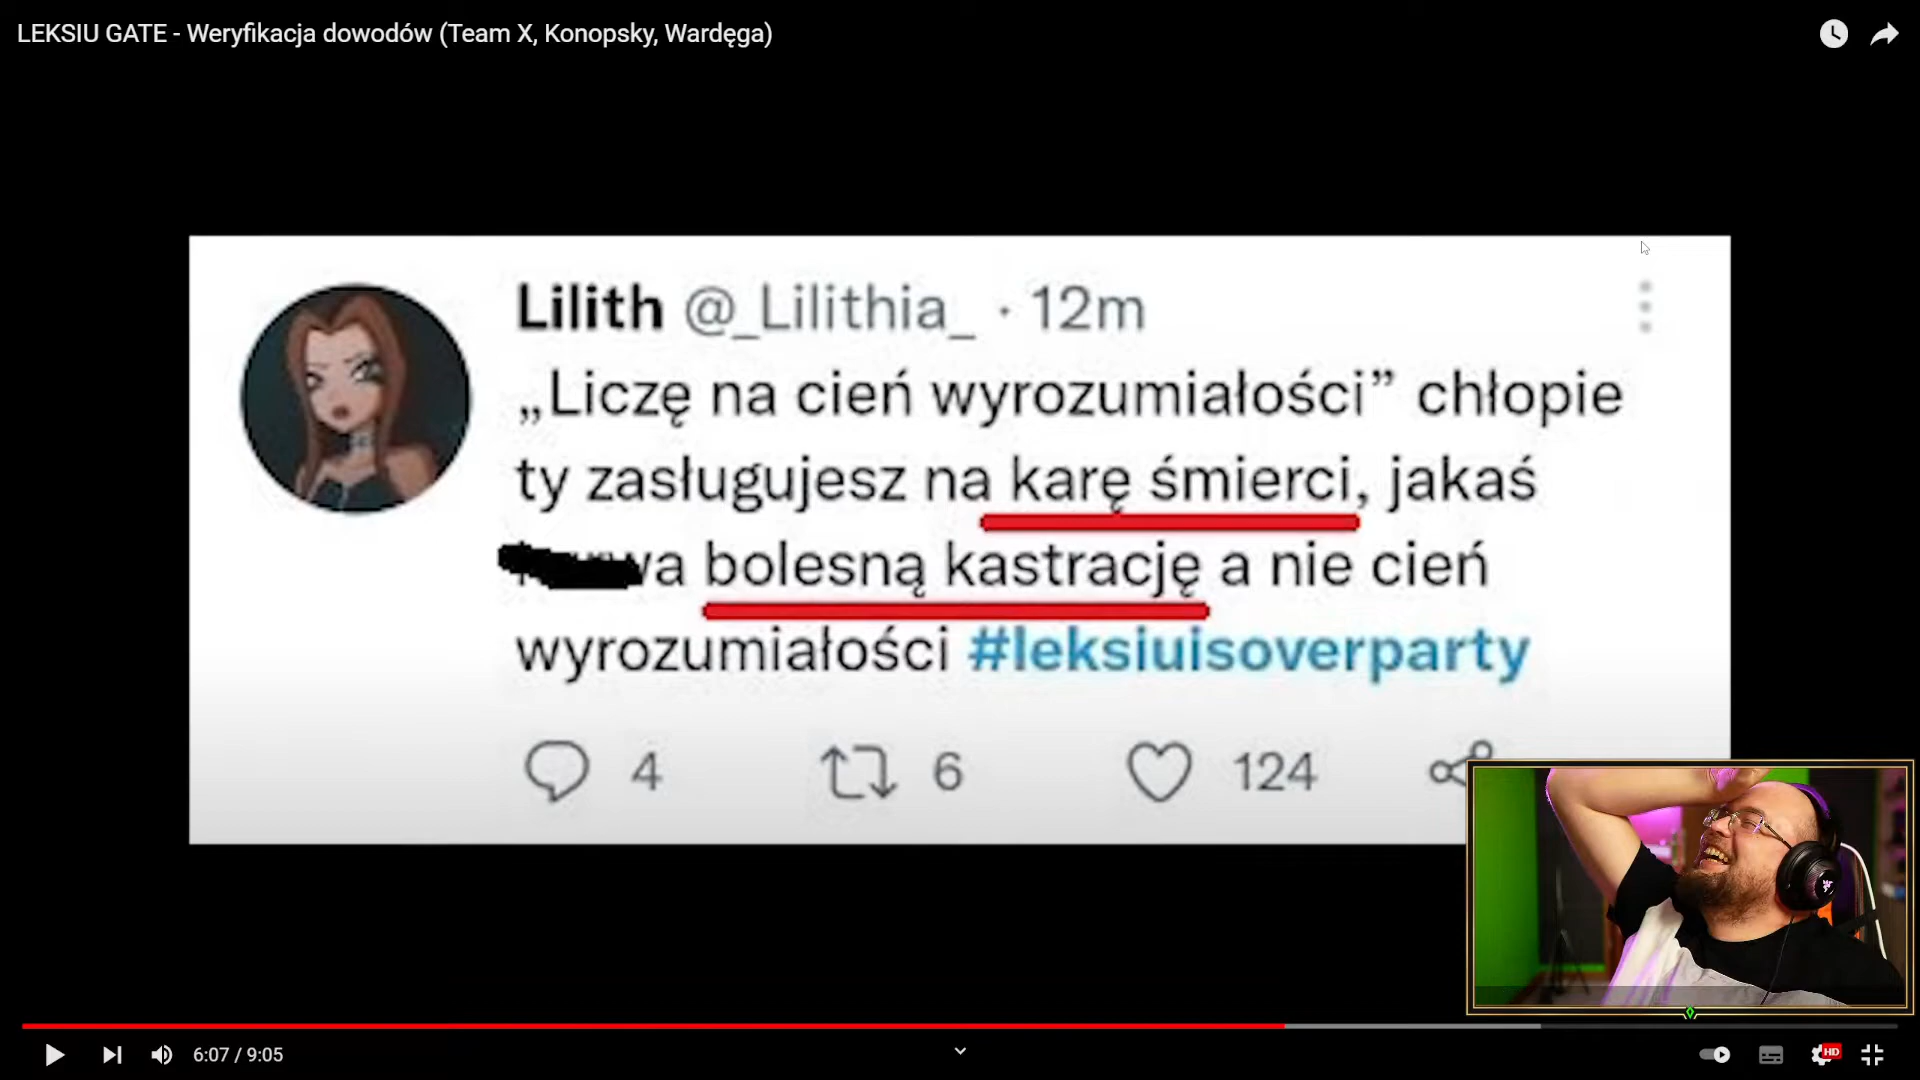 LEKSIU GATE - Weryfikacja dowodów (Team X, Konopsky, Wardęga)
Lilith @_Lilithia_ · 12m
„Liczę na cień wyrozumiałości” chłopie
ty zasługujesz na karę śmierci, jakaś
bolesną kastrację a nie cień
wyrozumiałości #leksiuisoverparty
4 6 124
6:07 / 9:05
HD